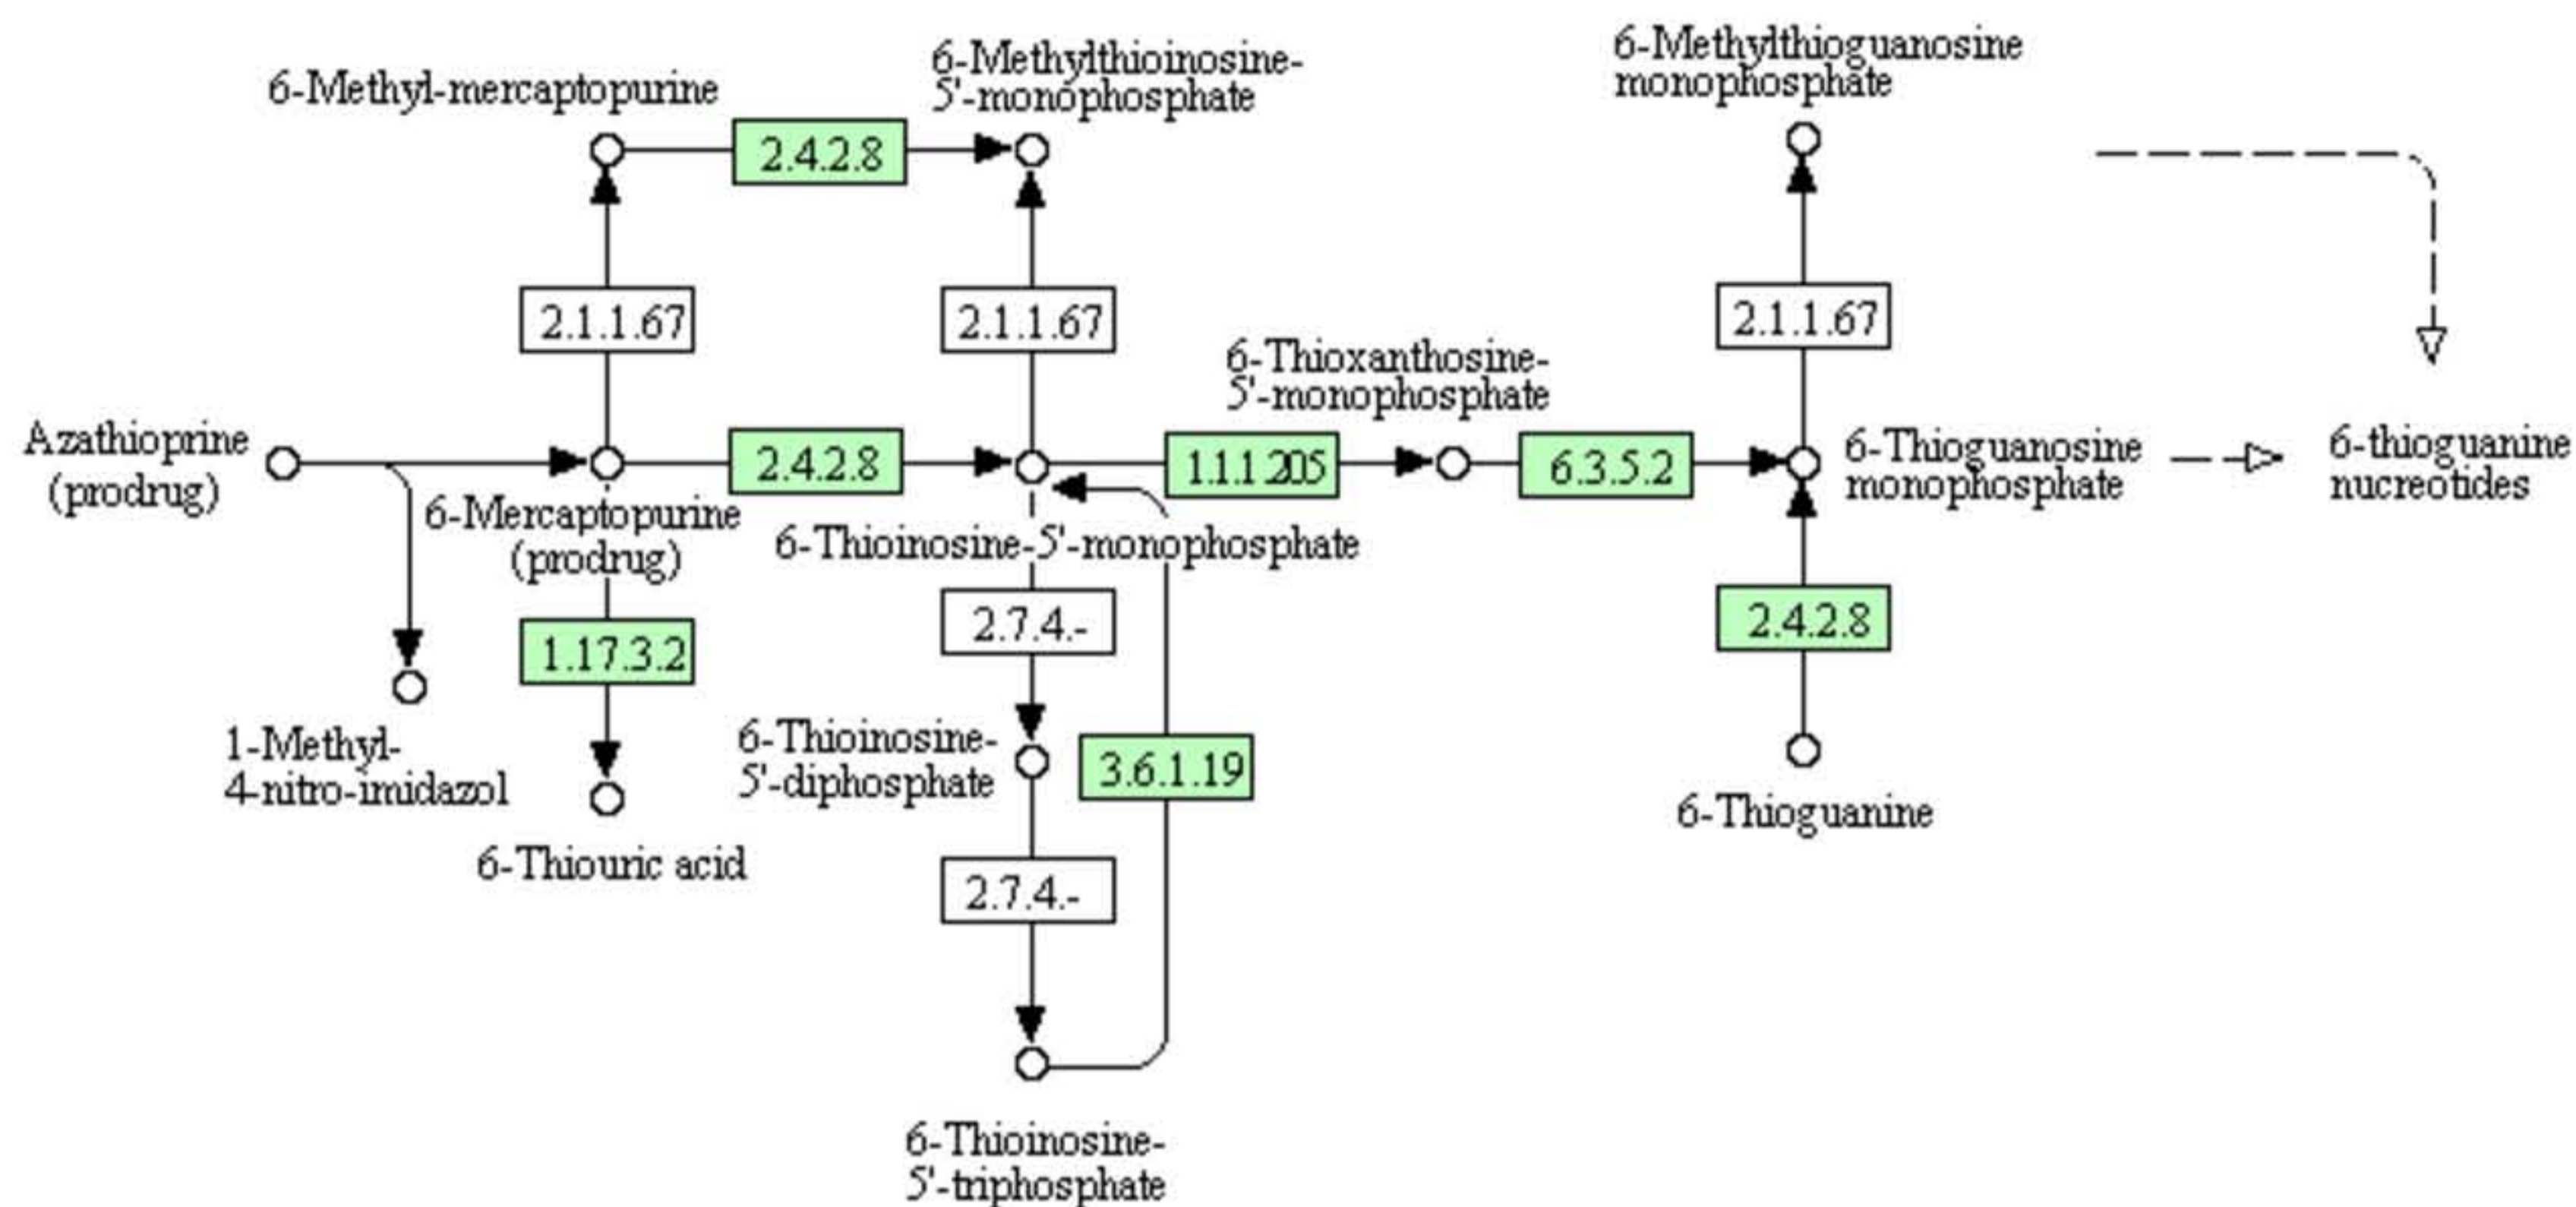 6-Methyl-mercaptopurine
6-Methylthioinosine-
5'-monophosphate
6-Methylthioguanosine
monophosphate
2.4.2.8
2.1.1.67
2.1.1.67
2.1.1.67
6-Thioxanthosine-
5'-monophosphate
Azathioprine
(prodrug)
2.4.2.8
1.1.1.205
6.3.5.2
6-Thioguanosine
monophosphate
6-thioguanine
nucreotides
6-Mercaptopurine
(prodrug)
6-Thioinosine-5'-monophosphate
2.7.4.-
2.4.2.8
1.17.3.2
1-Methyl-
4-nitro-imidazol
6-Thioinosine-
5'-diphosphate
3.6.1.19
6-Thioguanine
6-Thiouric acid
2.7.4.-
6-Thioinosine-
5'-triphosphate